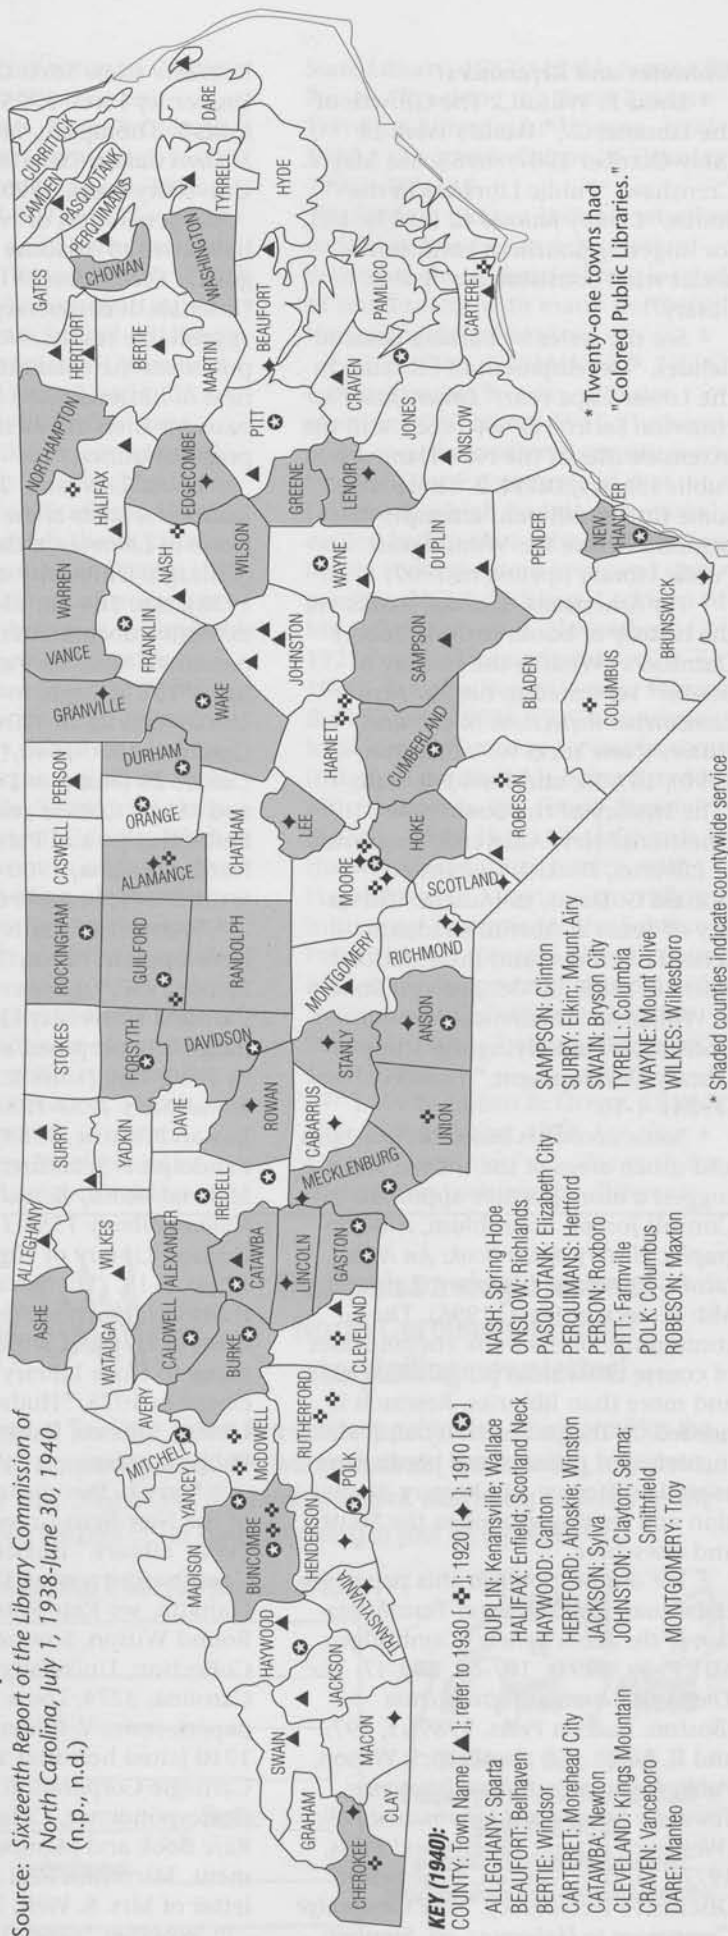 Source: Sixteenth Report of the Library Commission of
North Carolina, July 1, 1938-June 30, 1940
(n.p., n.d.)
ASHE
ALLEGHANY
SURRY
STOKES
ROCKINGHAM
CASWELL
PERSON
GRANVILLE
VANCE
WARREN
NORTHAMPTON
GATES
HERTFORD
CURRITUCK
CAMDEN
PASQUOTANK
PERQUIMANS
CHOWAN
WATAUGA
WILKES
YADKIN
FORSYTH
GUILFORD
ALAMANCE
ORANGE
DURHAM
FRANKLIN
HALIFAX
BERTIE
MITCHELL
AVERY
CALDWELL
ALEXANDER
IREDELL
DAVIE
DAVIDSON
RANDOLPH
CHATHAM
WAKE
NASH
EDGECOMBE
MARTIN
WASHINGTON
TYRRELL
DARE
MADISON
YANCEY
BURKE
CATAWBA
ROWAN
WILSON
PITT
BEAUFORT
HYDE
HAYWOOD
BUNCOMBE
McDOWELL
LINCOLN
CABARRUS
STANLY
MONTGOMERY
MOORE
LEE
HARNETT
JOHNSTON
WAYNE
GREENE
LENOIR
CRAVEN
PAMLICO
SWAIN
GRAHAM
JACKSON
HENDERSON
POLK
RUTHERFORD
CLEVELAND
GASTON
MECKLENBURG
UNION
ANSON
RICHMOND
SCOTLAND
HOKE
CUMBERLAND
SAMPSON
DUPLIN
JONES
CARTERET
CHEROKEE
CLAY
MACON
TRANSYLVANIA
ROBESON
BLADEN
PENDER
ONSLOW
COLUMBUS
BRUNSWICK
NEW
HANOVER
KEY (1940):
COUNTY: Town Name ▲ ; refer to 1930 [ ✣ ] 1920 ✦ 1910 ✪
ALLEGHANY: Sparta
BEAUFORT: Belhaven
BERTIE: Windsor
CARTERET: Morehead City
CATAWBA: Newton
CLEVELAND: Kings Mountain
CRAVEN: Vanceboro
DARE: Manteo
DUPLIN: Kenansville; Wallace
HALIFAX: Enfield; Scotland Neck
HAYWOOD: Canton
HERTFORD: Ahoskie; Winston
JACKSON: Sylva
JOHNSTON: Clayton; Selma;
Smithfield
MONTGOMERY: Troy
NASH: Spring Hope
ONSLOW: Richlands
PASQUOTANK: Elizabeth City
PERQUIMANS: Hertford
PERSON: Roxboro
PITT: Farmville
POLK: Columbus
ROBESON: Maxton
SAMPSON: Clinton
SURRY: Elkin; Mount Airy
SWAIN: Bryson City
TYRELL: Columbia
WAYNE: Mount Olive
WILKES: Wilkesboro
* Shaded counties indicate countywide service
* "Twenty-one towns had
"Colored Public Libraries."